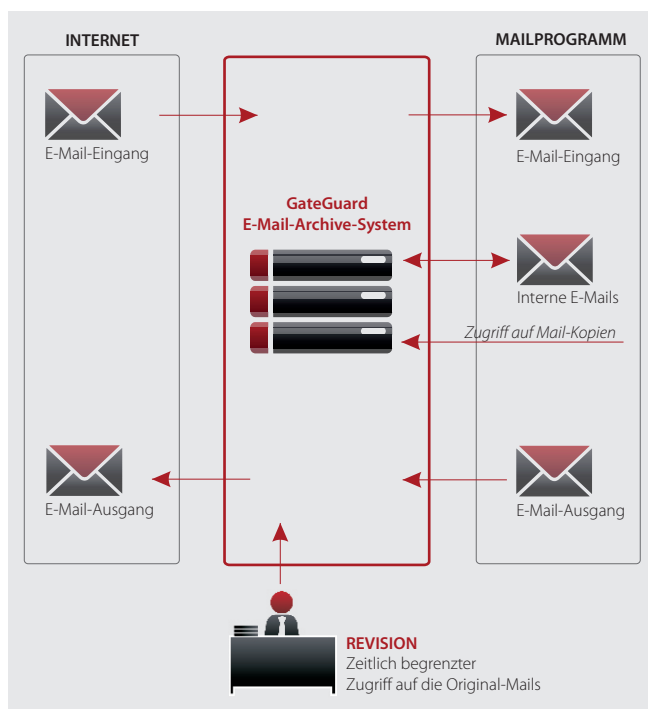 INTERNET
MAILPROGRAMM
E-Mail-Eingang
E-Mail-Eingang
GateGuard
E-Mail-Archive-System
Interne E-Mails
Zugriff auf Mail-Kopien
E-Mail-Ausgang
E-Mail-Ausgang
REVISION
Zeitlich begrenzter
Zugriff auf die Original-Mails